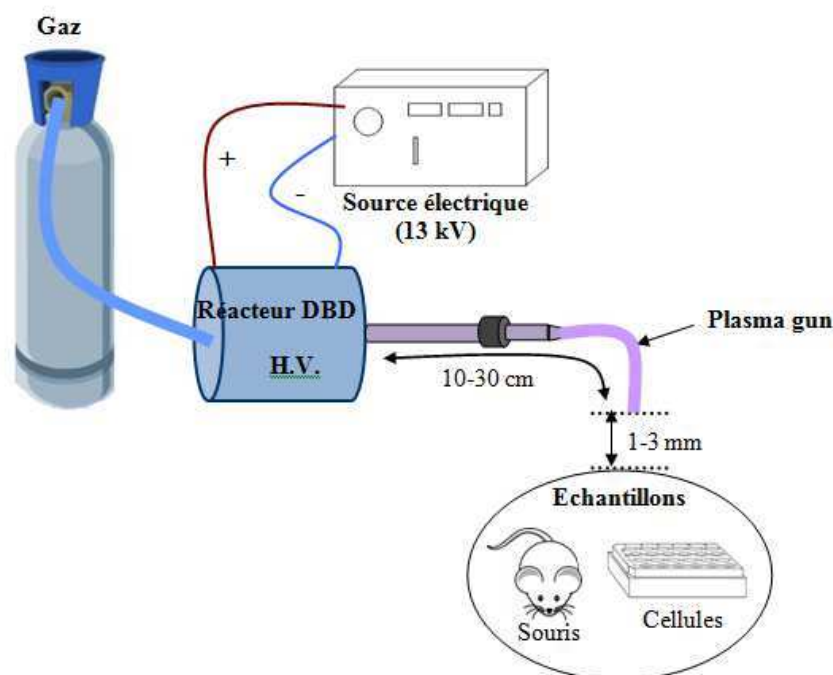 Gaz
+
-
Source électrique
(13 kV)
Réacteur DBD
H.V.
Plasma gun
10-30 cm
1-3 mm
Echantillons
Souris
Cellules